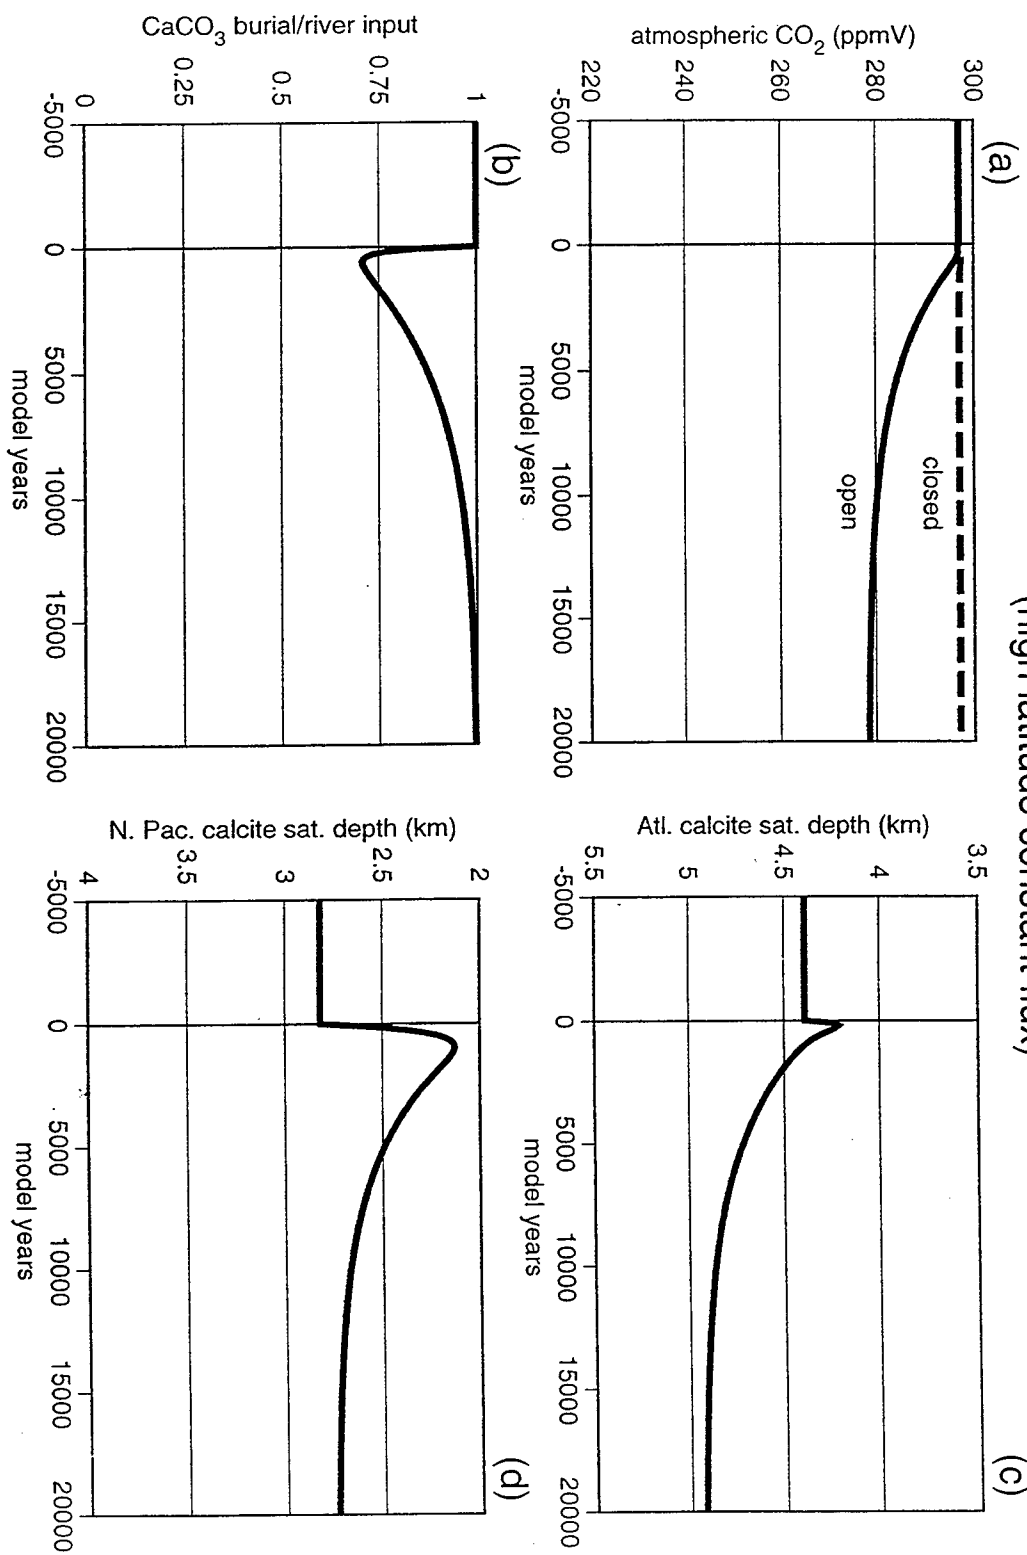 (high latitude constant flux)
(a)
atmospheric CO₂ (ppmV)
300
280
260
240
220
-5000 0 5000 10000 15000 20000
model years
closed
open
(b)
CaCO₃ burial/river input
1
0.75
0.5
0.25
0
-5000 0 5000 10000 15000 20000
model years
(c)
Atl. calcite sat. depth (km)
3.5
4
4.5
5
5.5
-5000 0 5000 10000 15000 20000
model years
(d)
N. Pac. calcite sat. depth (km)
2
2.5
3
3.5
4
-5000 0 5000 10000 15000 20000
model years